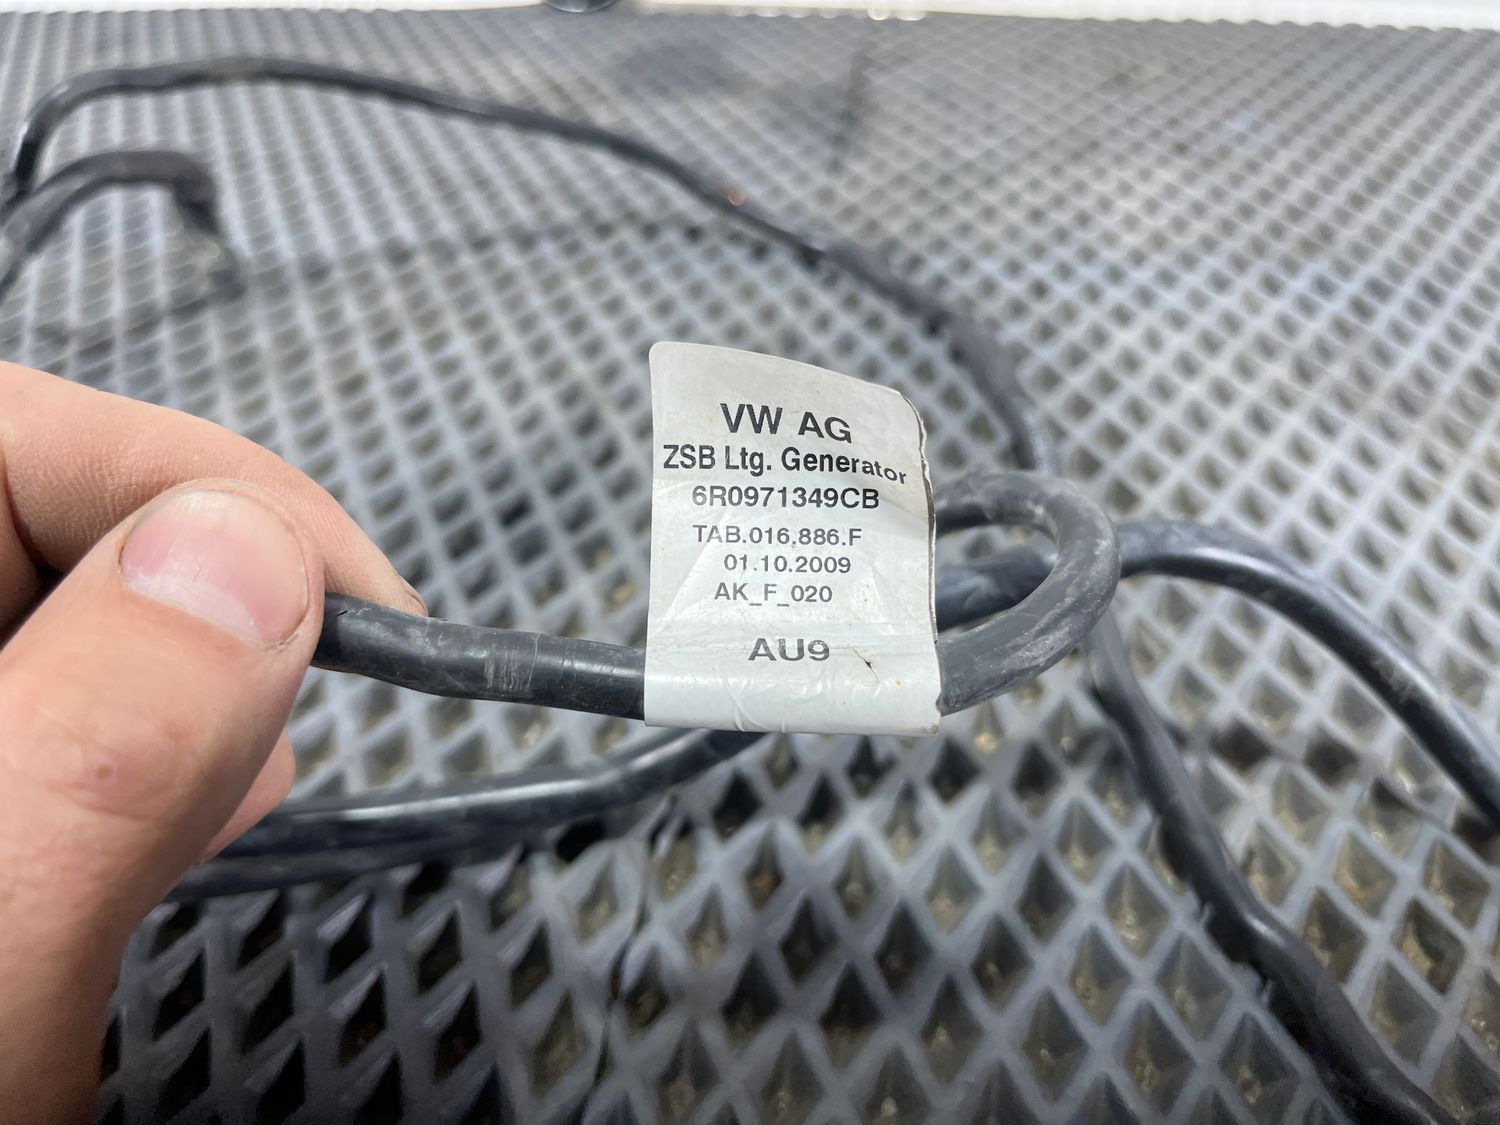 VW AG
ZSB Ltg. Generator
6R0971349CB
TAB.016.886.F
01.10.2009
AK_F_020
AU9